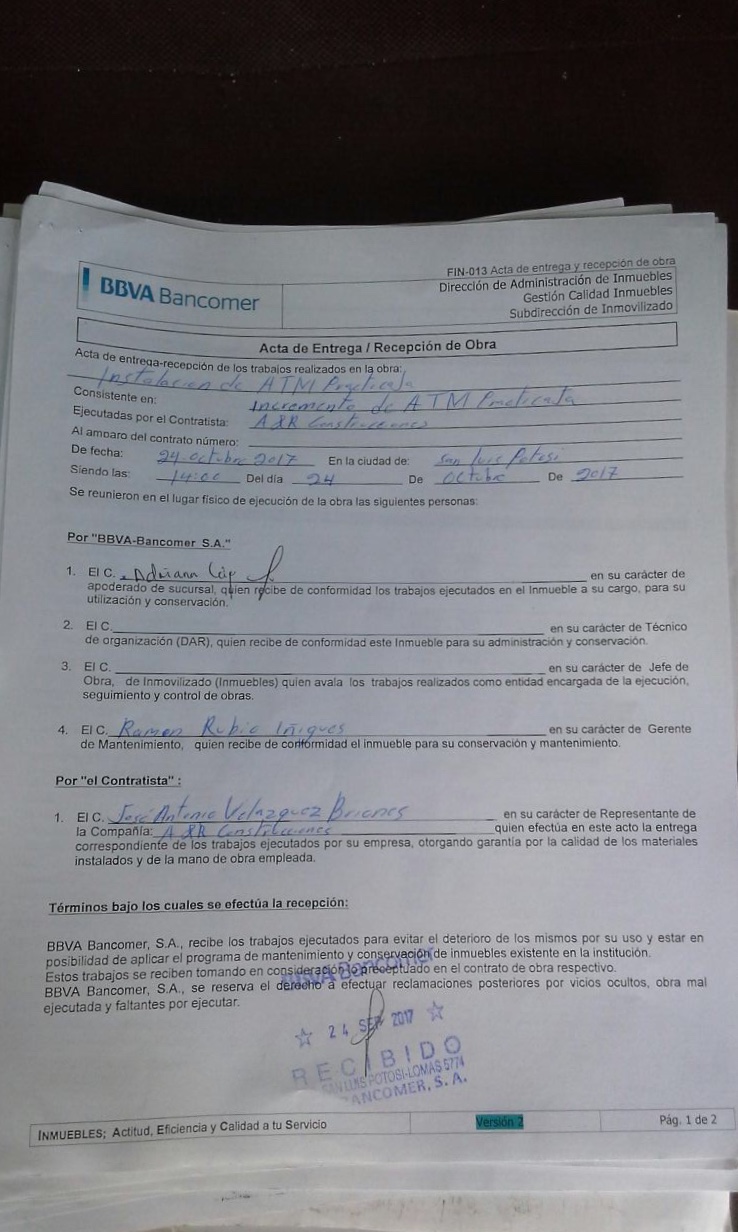 FIN-013 Acta de entrega y recepción de obra
BBVA Bancomer
Dirección de Administración de Inmuebles
Gestión Calidad Inmuebles
Subdirección de Inmovilizado
Acta de Entrega / Recepción de Obra
Acta de entrega-recepción de los trabajos realizados en la obra:
Instalacion de ATM Practicaja
Consistente en: Incremento de ATM Practicaja
Ejecutadas por el Contratista: A&R Construcciones
Al amparo del contrato número:
De fecha: 24 octubre 2017 En la ciudad de: San Luis Potosi
Siendo las: 14:00 Del día 24 De Octubre De 2017
Se reunieron en el lugar físico de ejecución de la obra las siguientes personas:
Por "BBVA-Bancomer S.A."
1. El C. Adriana en su carácter de
apoderado de sucursal, quien recibe de conformidad los trabajos ejecutados en el Inmueble a su cargo, para su
utilización y conservación.
2. El C. en su carácter de Técnico
de organización (DAR), quien recibe de conformidad este Inmueble para su administración y conservación.
3. El C. en su carácter de Jefe de
Obra, de Inmovilizado (Inmuebles) quien avala los trabajos realizados como entidad encargada de la ejecución,
seguimiento y control de obras.
4. El C. Ramon Rubio Iñigues en su carácter de Gerente
de Mantenimiento, quien recibe de conformidad el inmueble para su conservación y mantenimiento.
Por "el Contratista" :
1. El C. José Antonio Velazquez Briones en su carácter de Representante de
la Compañía: A&R Construcciones quien efectúa en este acto la entrega
correspondiente de los trabajos ejecutados por su empresa, otorgando garantía por la calidad de los materiales
instalados y de la mano de obra empleada.
Términos bajo los cuales se efectúa la recepción:
BBVA Bancomer, S.A., recibe los trabajos ejecutados para evitar el deterioro de los mismos por su uso y estar en
posibilidad de aplicar el programa de mantenimiento y conservación de inmuebles existente en la institución.
Estos trabajos se reciben tomando en consideración lo preceptuado en el contrato de obra respectivo.
BBVA Bancomer, S.A., se reserva el derecho a efectuar reclamaciones posteriores por vicios ocultos, obra mal
ejecutada y faltantes por ejecutar.
BBVA Bancomer
24 SEP 2017
RECIBIDO
SAN LUIS POTOSI-LOMAS 5774
BANCOMER, S. A.
INMUEBLES; Actitud, Eficiencia y Calidad a tu Servicio Versión 2 Pág. 1 de 2